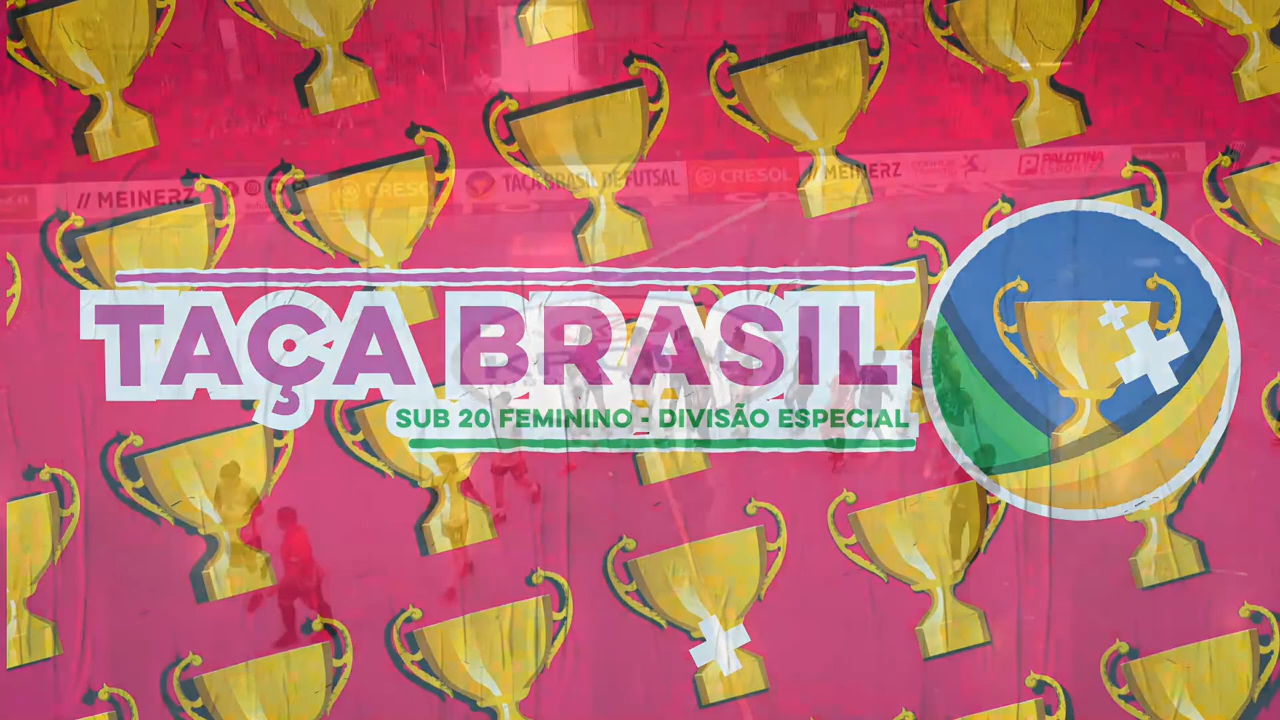 // MEINERZ
CRESOL
TAÇA BRASIL DE FUTSAL
CRESOL
// MEINERZ
PALOTINA
ESPORTES
TAÇA BRASIL
SUB 20 FEMININO - DIVISÃO ESPECIAL